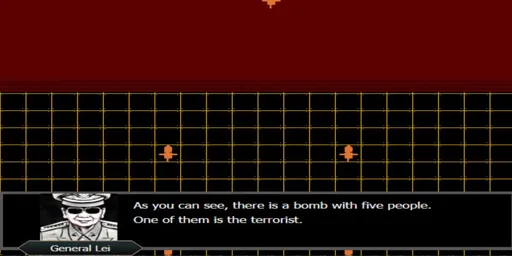 As you can see, there is a bomb with five people.
One of them is the terrorist.
General Lei